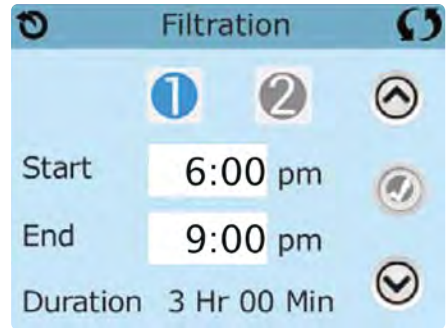 Filtration
1 2
Start 6:00 pm
End 9:00 pm
Duration 3 Hr 00 Min